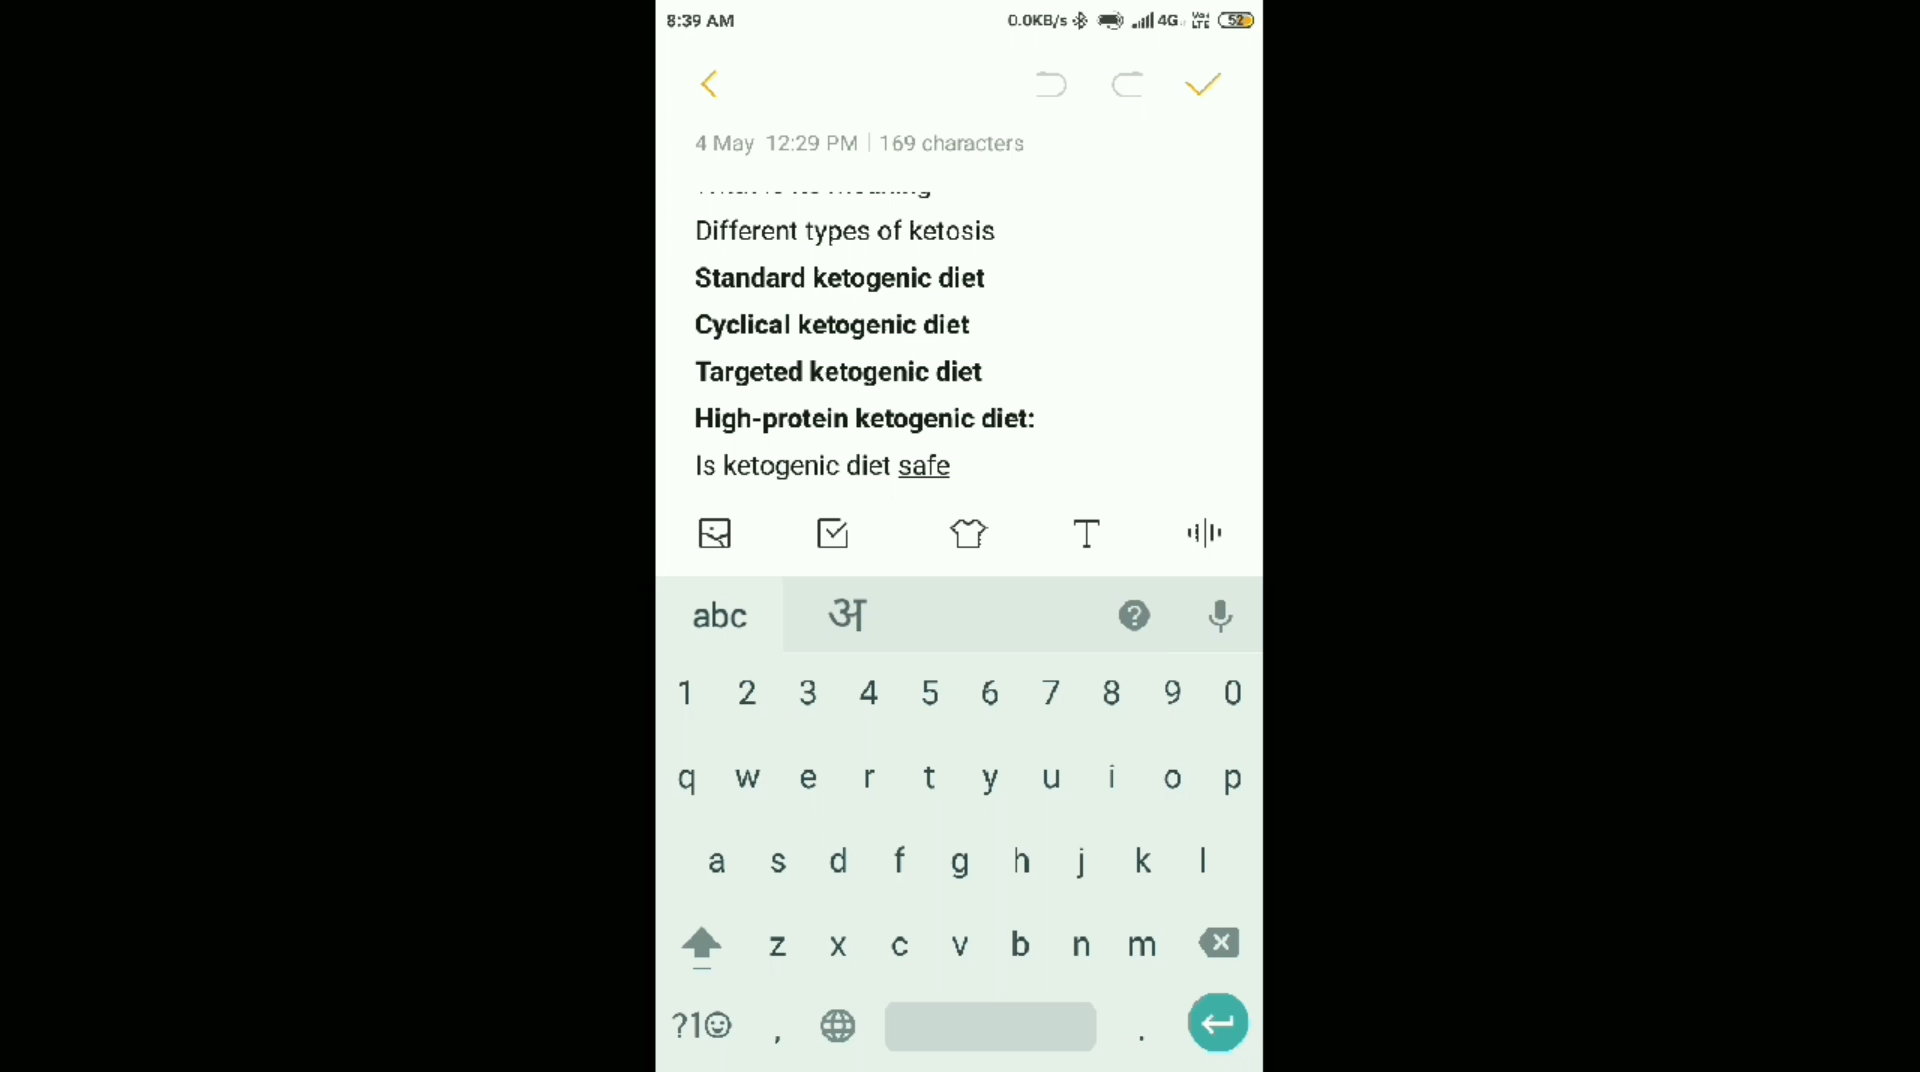 8:39 AM
0.0KB/s 4G Vo LTE 52
4 May 12:29 PM | 169 characters
Different types of ketosis
Standard ketogenic diet
Cyclical ketogenic diet
Targeted ketogenic diet
High-protein ketogenic diet:
Is ketogenic diet safe
T
abc अ ?
1 2 3 4 5 6 7 8 9 0
q w e r t y u i o p
a s d f g h j k l
z x c v b n m
?1☺ , .